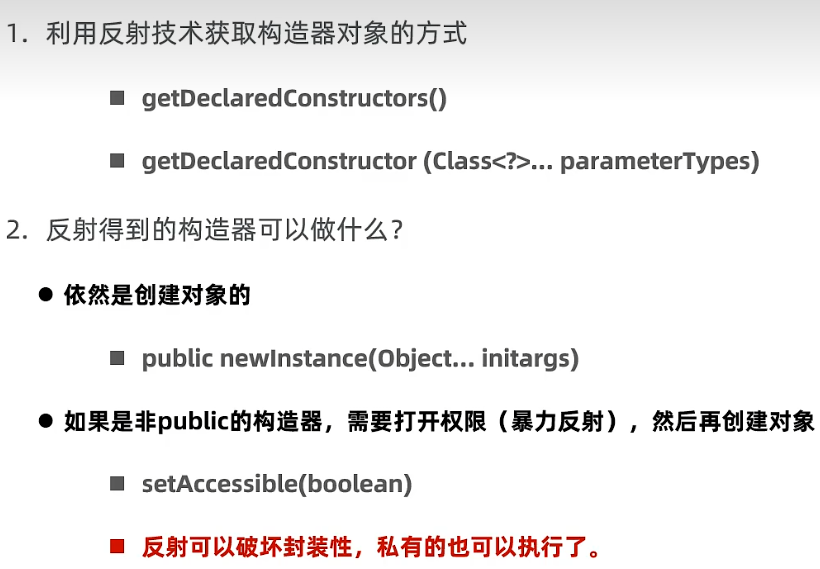 1. 利用反射技术获取构造器对象的方式
■ getDeclaredConstructors()
■ getDeclaredConstructor (Class<?>... parameterTypes)
2. 反射得到的构造器可以做什么？
● 依然是创建对象的
■ public newInstance(Object... initargs)
● 如果是非public的构造器，需要打开权限（暴力反射），然后再创建对象
■ setAccessible(boolean)
■ 反射可以破坏封装性，私有的也可以执行了。